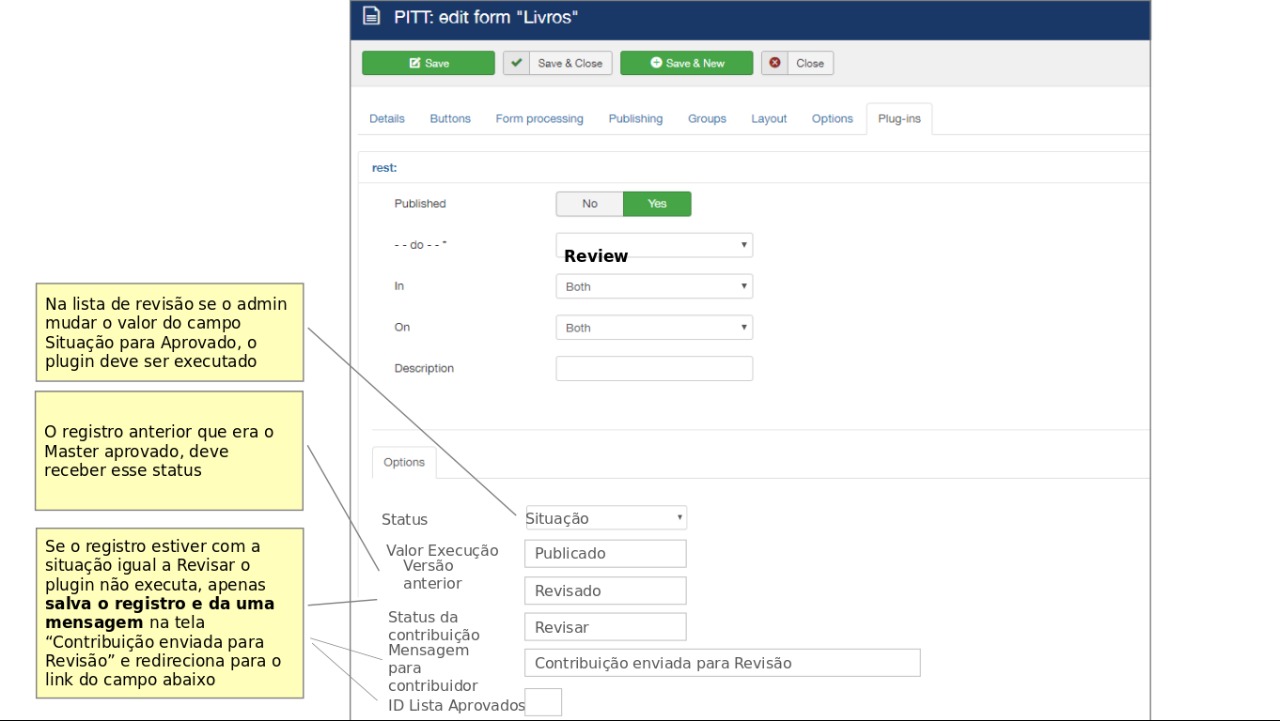 PITT: edit form "Livros"
Save
Save & Close
Save & New
Close
Details
Buttons
Form processing
Publishing
Groups
Layout
Options
Plug-ins
rest:
Published
No
Yes
- - do - - *
Review
In
Both
On
Both
Description
Na lista de revisão se o admin
mudar o valor do campo
Situação para Aprovado, o
plugin deve ser executado
O registro anterior que era o
Master aprovado, deve
receber esse status
Se o registro estiver com a
situação igual a Revisar o
plugin não executa, apenas
salva o registro e da uma
mensagem na tela
“Contribuição enviada para
Revisão” e redireciona para o
link do campo abaixo
Options
Status
Situação
Valor Execução
Publicado
Versão
anterior
Revisado
Status da
contribuição
Revisar
Mensagem
para
contribuidor
Contribuição enviada para Revisão
ID Lista Aprovados